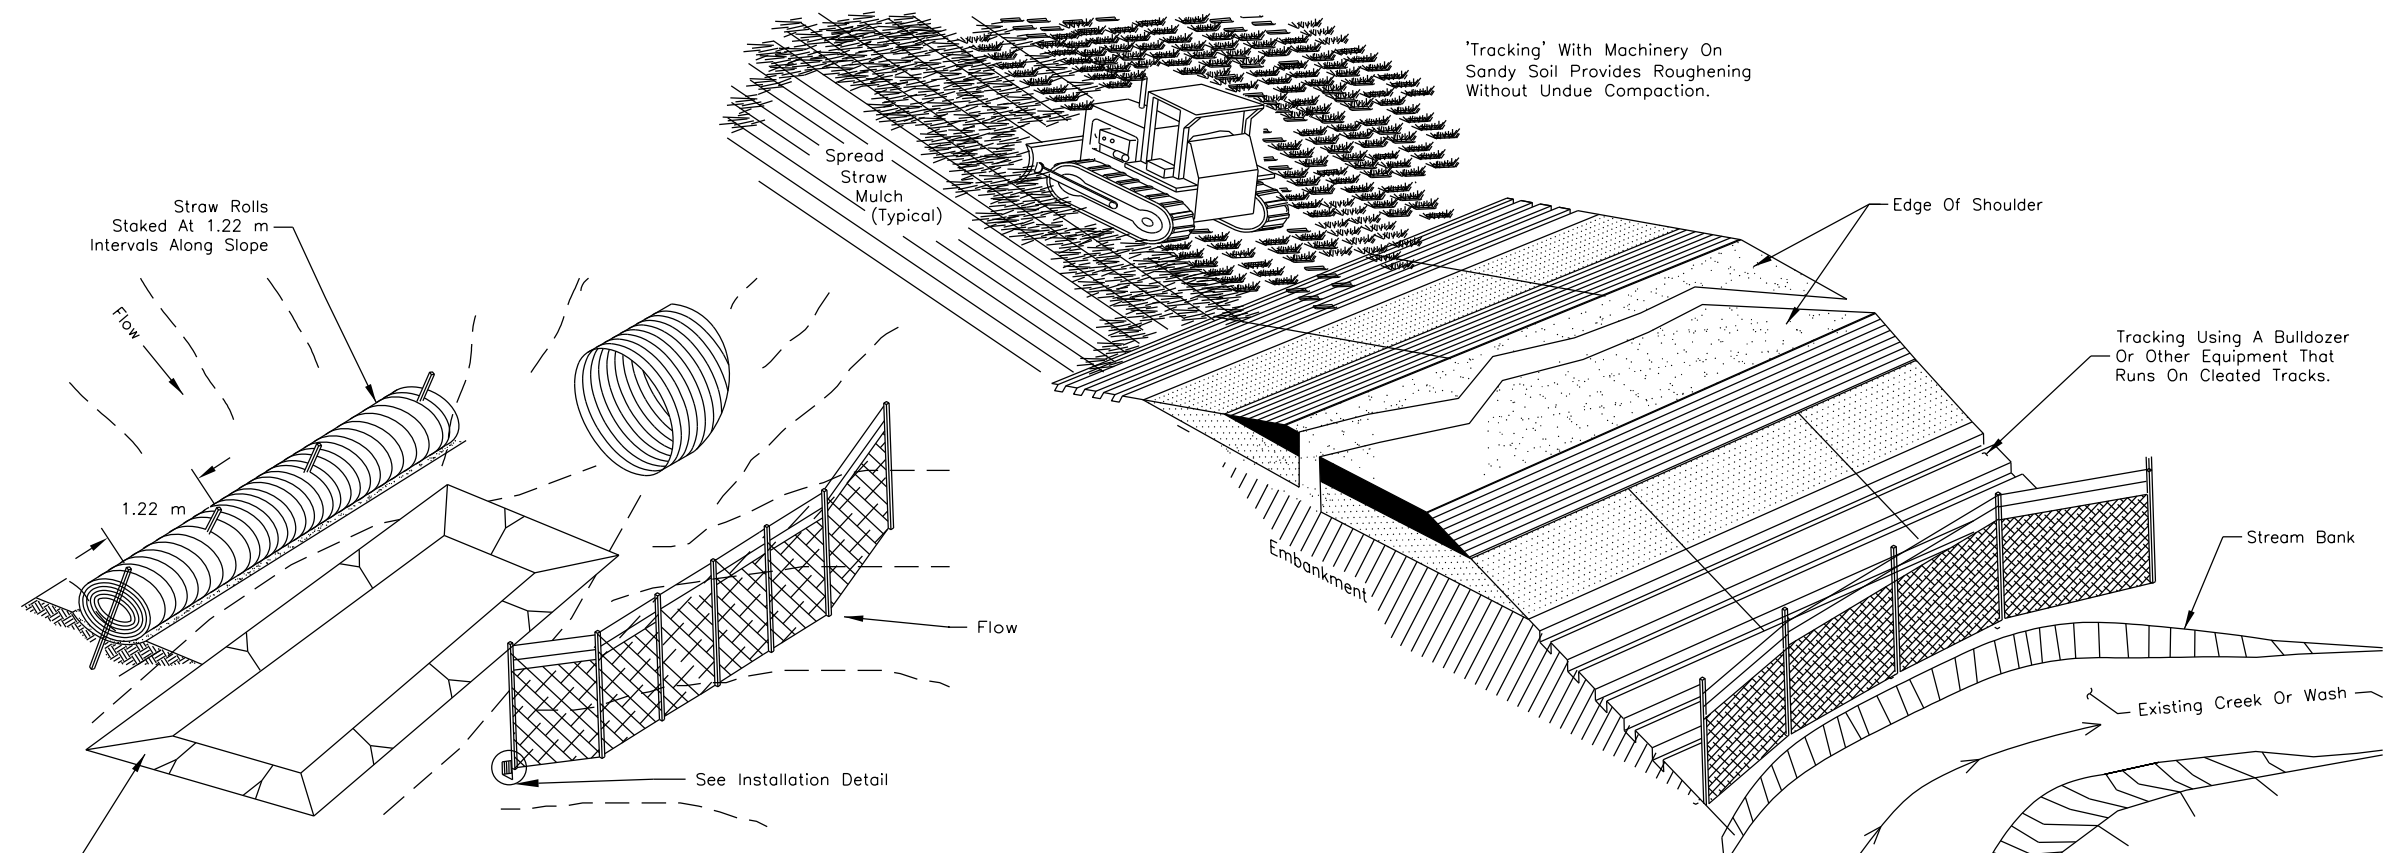 'Tracking' With Machinery On
Sandy Soil Provides Roughening
Without Undue Compaction.
Spread
Straw
Mulch
(Typical)
Straw Rolls
Staked At 1.22 m
Intervals Along Slope
Edge Of Shoulder
Flow
Tracking Using A Bulldozer
Or Other Equipment That
Runs On Cleated Tracks.
1.22 m
Embankment
Stream Bank
Flow
Existing Creek Or Wash
See Installation Detail